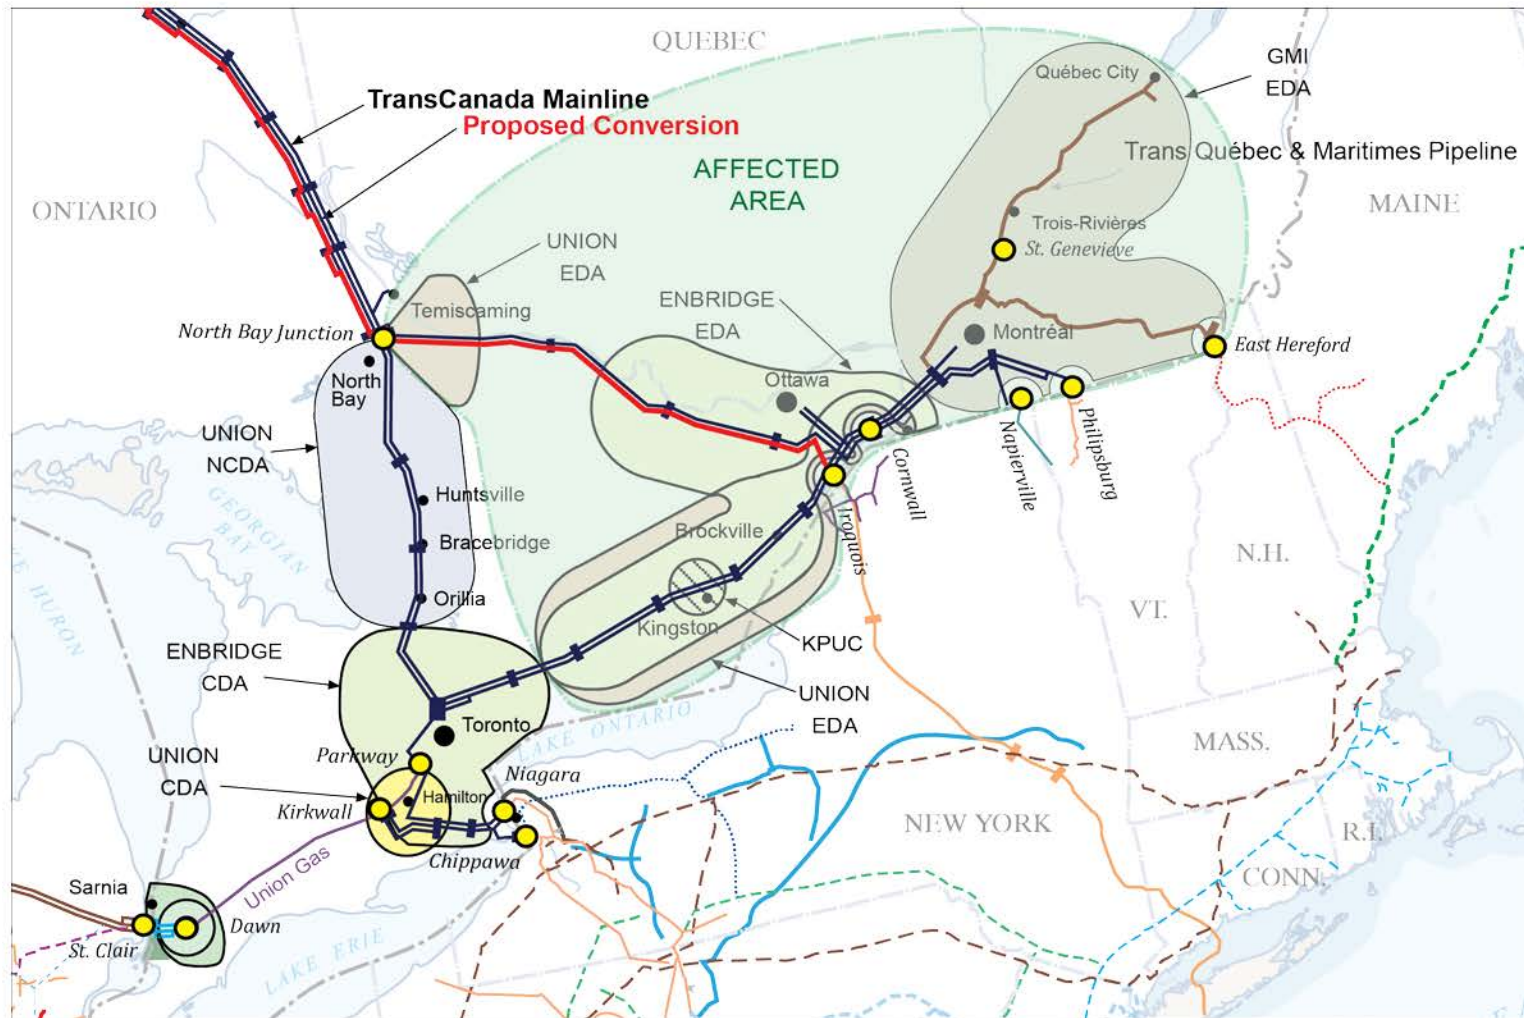 QUEBEC
GMI
EDA
Québec City
TransCanada Mainline
Proposed Conversion
AFFECTED
AREA
Trans Québec & Maritimes Pipeline
ONTARIO
MAINE
UNION
EDA
Trois-Rivières
St. Genevieve
Temiscaming
ENBRIDGE
EDA
North Bay Junction
Montréal
East Hereford
North
Bay
Ottawa
UNION
NCDA
Napierville
Philipsburg
Cornwall
Iroquois
Huntsville
Bracebridge
Brockville
GEORGIAN
BAY
N.H.
LAKE HURON
Orillia
VT.
Kingston
KPUC
ENBRIDGE
CDA
UNION
EDA
Toronto
LAKE ONTARIO
MASS.
Parkway
UNION
CDA
Niagara
Kirkwall
Hamilton
NEW YORK
R.I.
Chippawa
CONN.
Union Gas
Sarnia
Dawn
St. Clair
LAKE ERIE